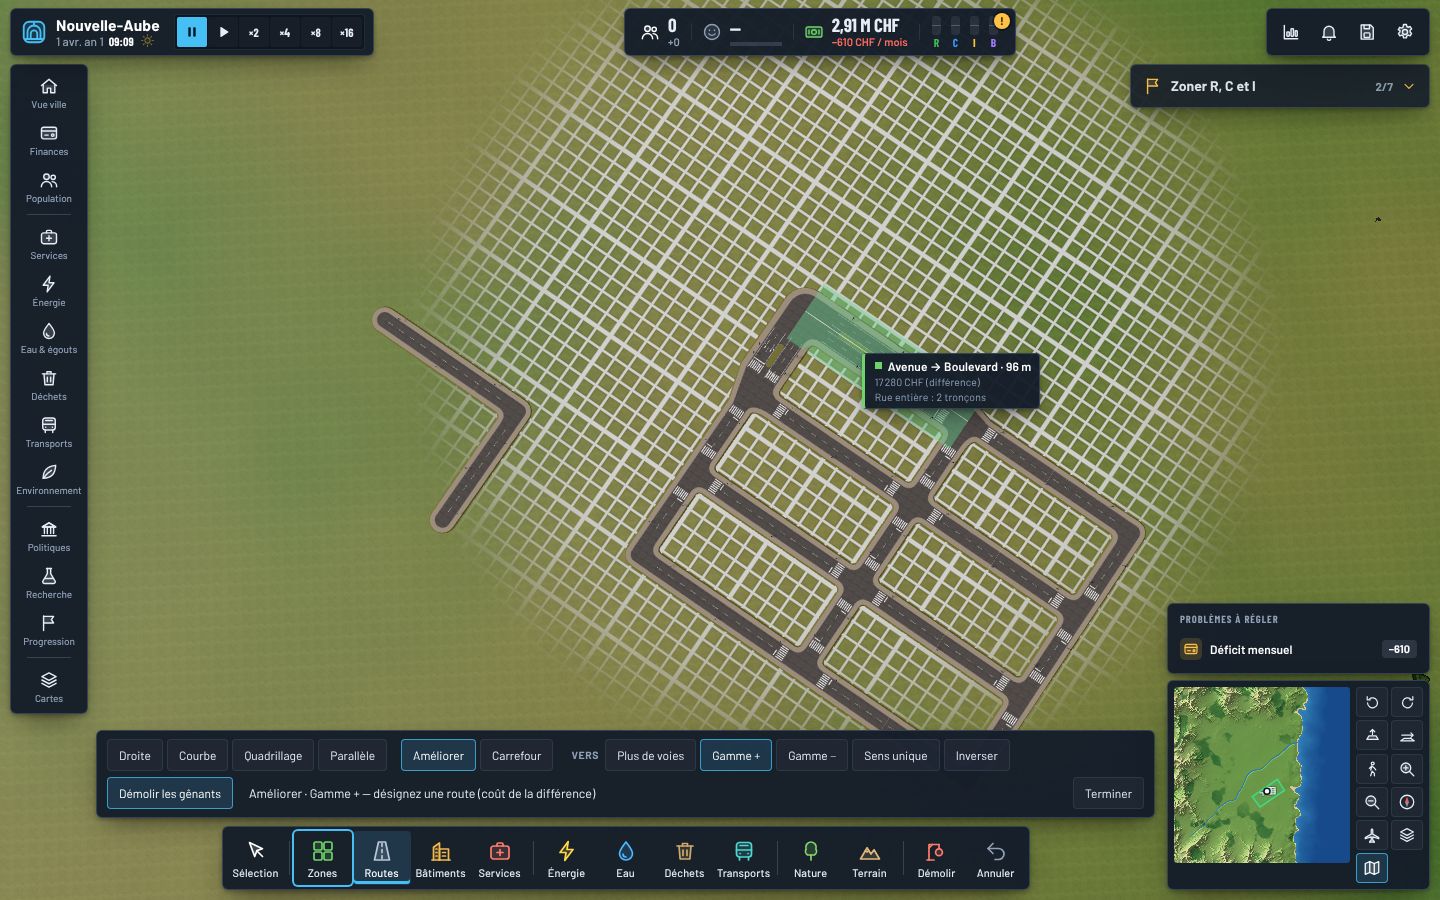 Nouvelle-Aube
1 avr. an 1 09:09
×2 ×4 ×8 ×16
0
+0
–
2,91 M CHF
−610 CHF / mois
R C I B
!
Zoner R, C et I
2/7
Vue ville
Finances
Population
Services
Énergie
Eau & égouts
Déchets
Transports
Environnement
Politiques
Recherche
Progression
Cartes
Avenue → Boulevard · 96 m
17 280 CHF (différence)
Rue entière : 2 tronçons
PROBLÈMES À RÉGLER
Déficit mensuel
−610
Droite Courbe Quadrillage Parallèle Améliorer Carrefour VERS Plus de voies Gamme + Gamme − Sens unique Inverser
Démolir les gênants Améliorer · Gamme + — désignez une route (coût de la différence) Terminer
Sélection Zones Routes Bâtiments Services Énergie Eau Déchets Transports Nature Terrain Démolir Annuler